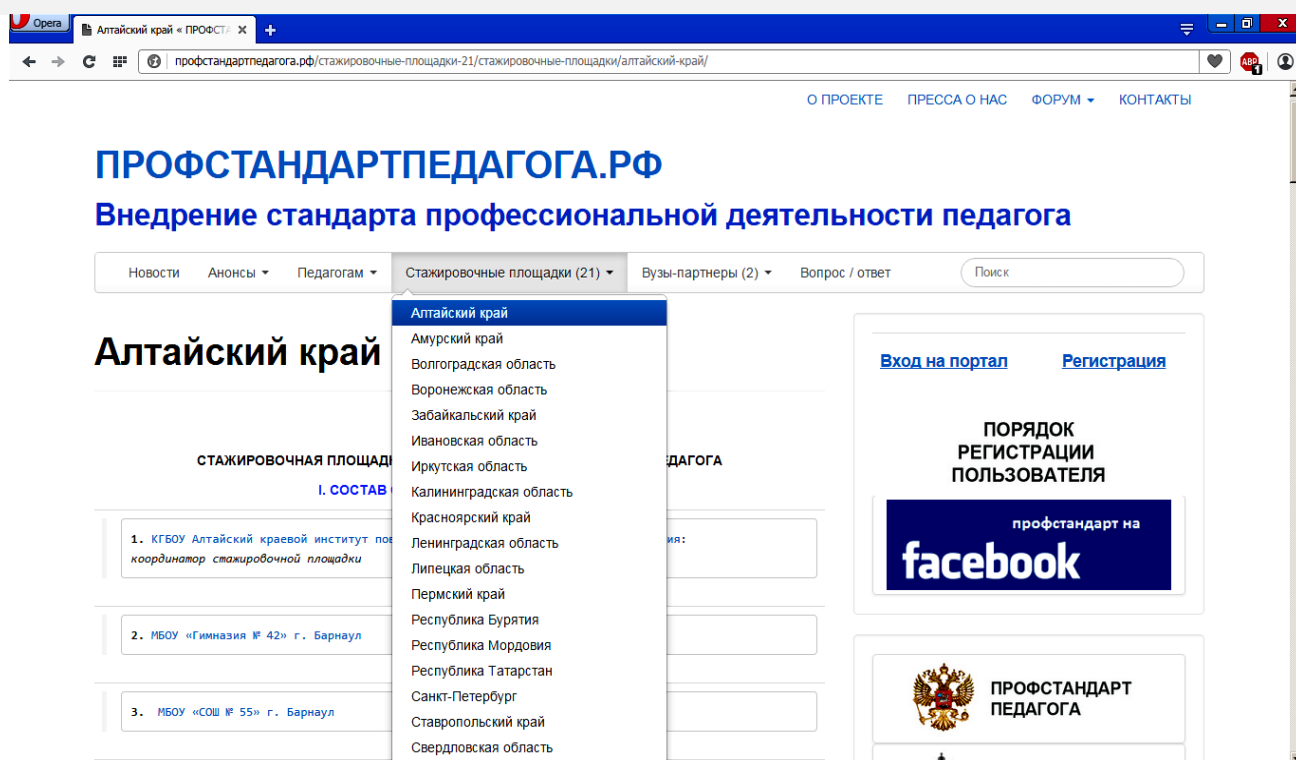 Opera
Алтайский край « ПРОФСТА
профстандартпедагога.рф/стажировочные-площадки-21/стажировочные-площадки/алтайский-край/
ABP
1
О ПРОЕКТЕ ПРЕССА О НАС ФОРУМ КОНТАКТЫ
ПРОФСТАНДАРТПЕДАГОГА.РФ
Внедрение стандарта профессиональной деятельности педагога
Новости Анонсы Педагогам Стажировочные площадки (21) Вузы-партнеры (2) Вопрос / ответ Поиск
Алтайский край
Амурский край
Волгоградская область
Воронежская область
Забайкальский край
Ивановская область
Иркутская область
Калининградская область
Красноярский край
Ленинградская область
Липецкая область
Пермский край
Республика Бурятия
Республика Мордовия
Республика Татарстан
Санкт-Петербург
Ставропольский край
Свердловская область
Алтайский край
СТАЖИРОВОЧНАЯ ПЛОЩАД
I. СОСТАВ
1. КГБОУ Алтайский краевой институт пов ия:
координатор стажировочной площадки
2. МБОУ «Гимназия № 42» г. Барнаул
3. МБОУ «СОШ № 55» г. Барнаул
Вход на портал Регистрация
ПОРЯДОК
РЕГИСТРАЦИИ
ПОЛЬЗОВАТЕЛЯ
профстандарт на
facebook
ПРОФСТАНДАРТ
ПЕДАГОГА